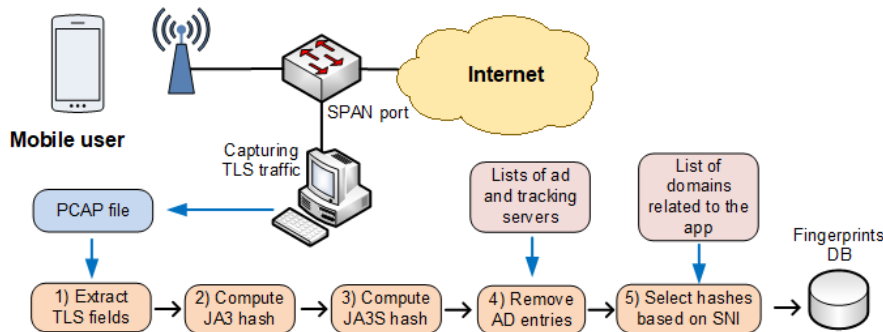 Internet
SPAN port
Mobile user
Capturing
TLS traffic
PCAP file
Lists of ad
and tracking
servers
List of
domains
related to the
app
Fingerprints
DB
1) Extract
TLS fields
2) Compute
JA3 hash
3) Compute
JA3S hash
4) Remove
AD entries
5) Select hashes
based on SNI